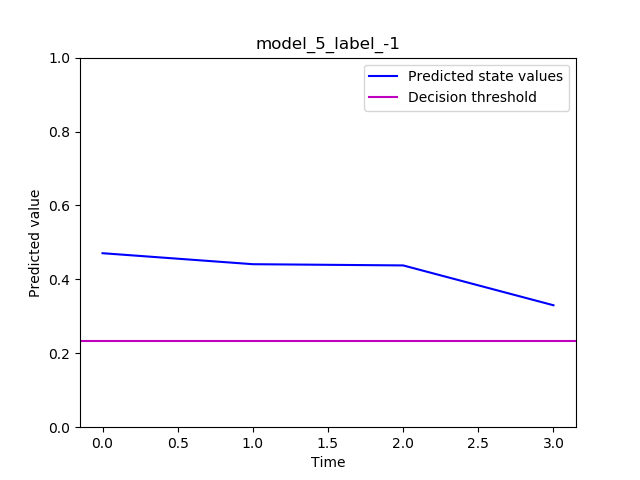 model_5_label_-1
1.0
Predicted state values
Decision threshold
0.8
0.6
0.4
0.2
0.0
Predicted value
0.0 0.5 1.0 1.5 2.0 2.5 3.0
Time